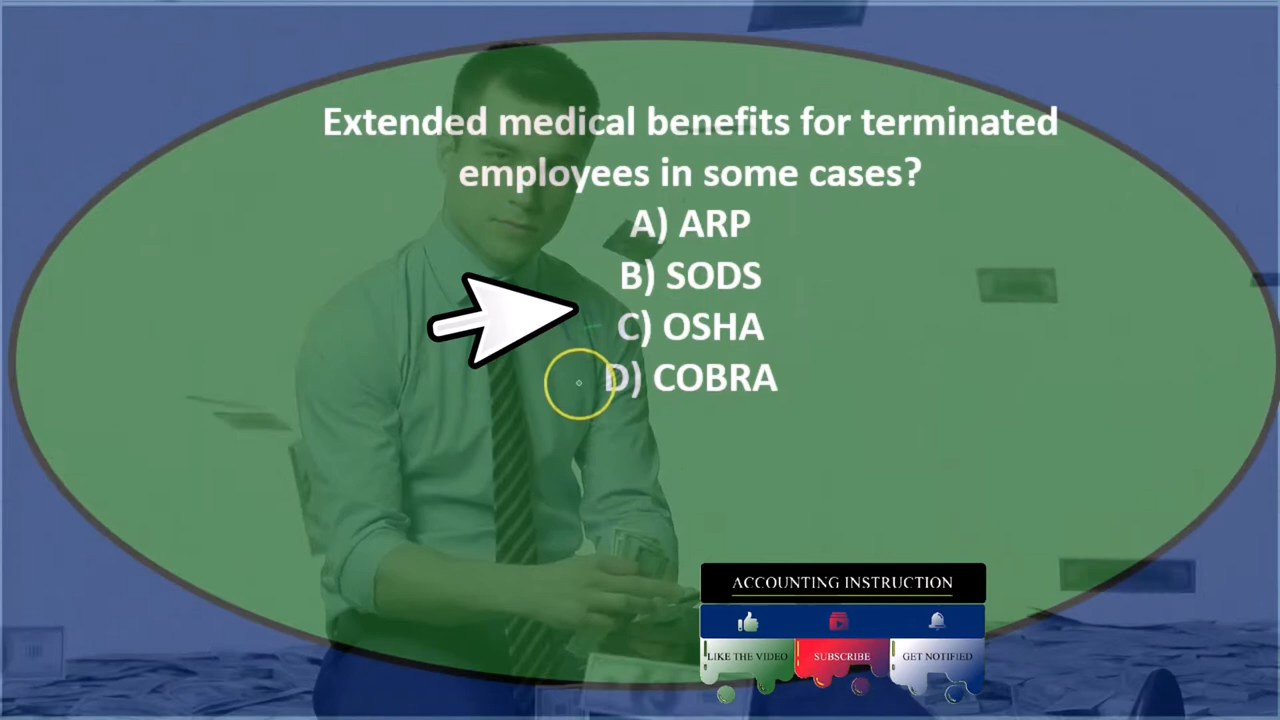 Extended medical benefits for terminated
employees in some cases?
A) ARP
B) SODS
C) OSHA
D) COBRA
ACCOUNTING INSTRUCTION
LIKE THE VIDEO
SUBSCRIBE
GET NOTIFIED